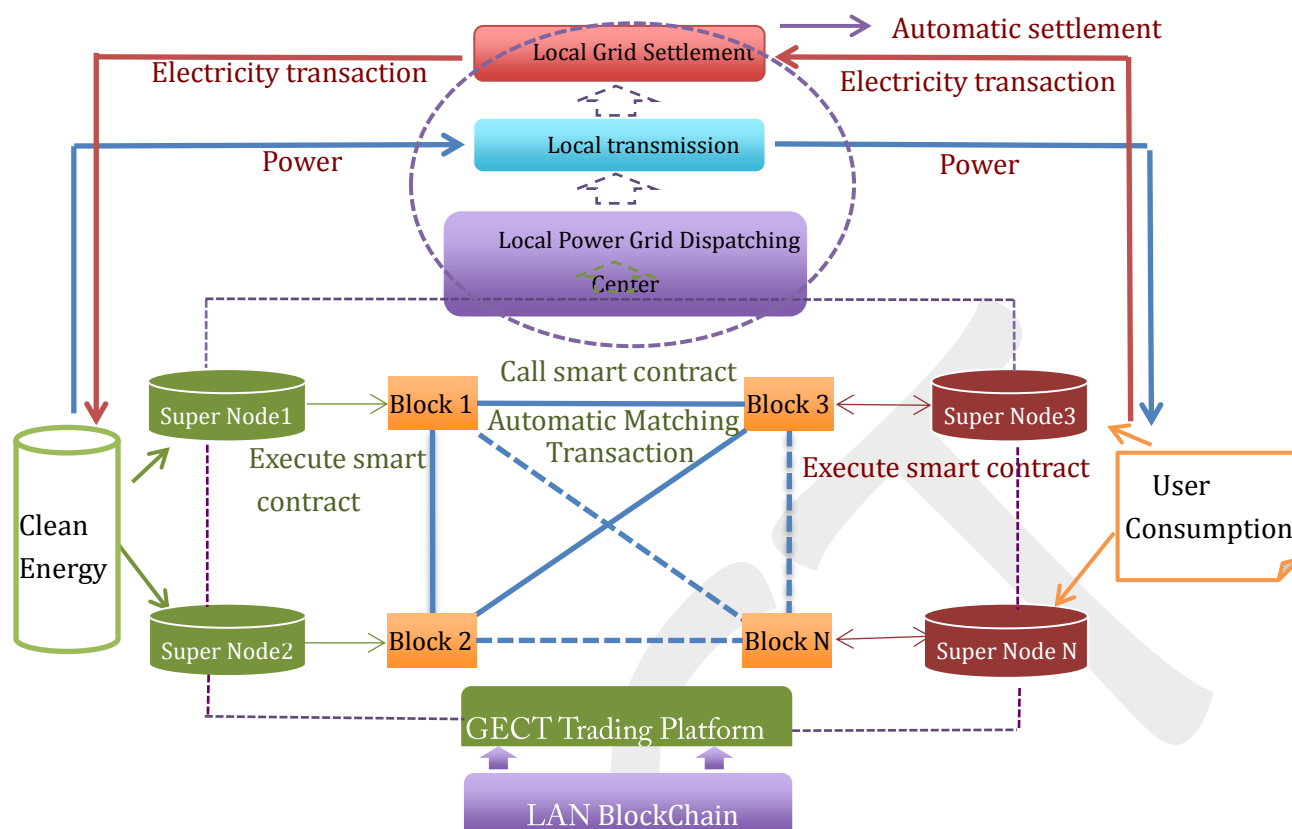 Automatic settlement
Local Grid Settlement
Electricity transaction
Electricity transaction
Local transmission
Power
Power
Local Power Grid Dispatching
Center
Call smart contract
Super Node1
Block 1
Block 3
Super Node3
Automatic Matching
Transaction
Execute smart
contract
Execute smart contract
Clean
Energy
User
Consumption
Super Node2
Block 2
Block N
Super Node N
GECT Trading Platform
LAN BlockChain